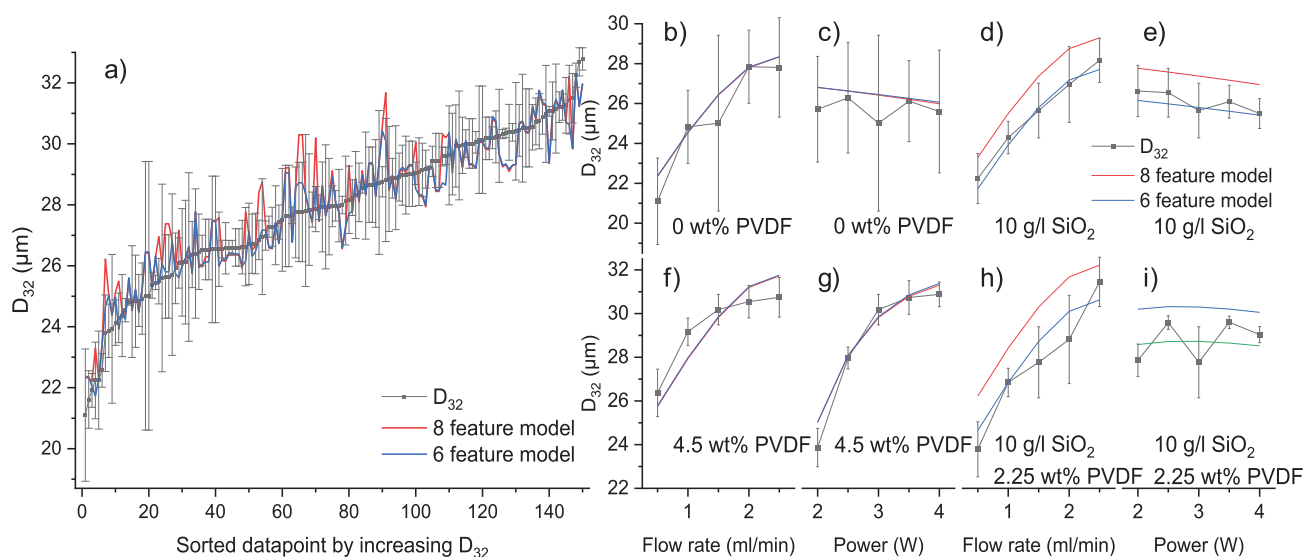 a)
32
30
28
26
24
22
20
D32 (μm)
D32
8 feature model
6 feature model
0 20 40 60 80 100 120 140
Sorted datapoint by increasing D32
b) c) d) e)
30
28
26
24
22
20
D32 (μm)
D32
8 feature model
6 feature model
0 wt% PVDF
0 wt% PVDF
10 g/l SiO2
10 g/l SiO2
f) g) h) i)
32
30
28
26
24
22
D32 (μm)
4.5 wt% PVDF
4.5 wt% PVDF
10 g/l SiO2
2.25 wt% PVDF
10 g/l SiO2
2.25 wt% PVDF
1 2 2 3 4 1 2 2 3 4
Flow rate (ml/min) Power (W) Flow rate (ml/min) Power (W)